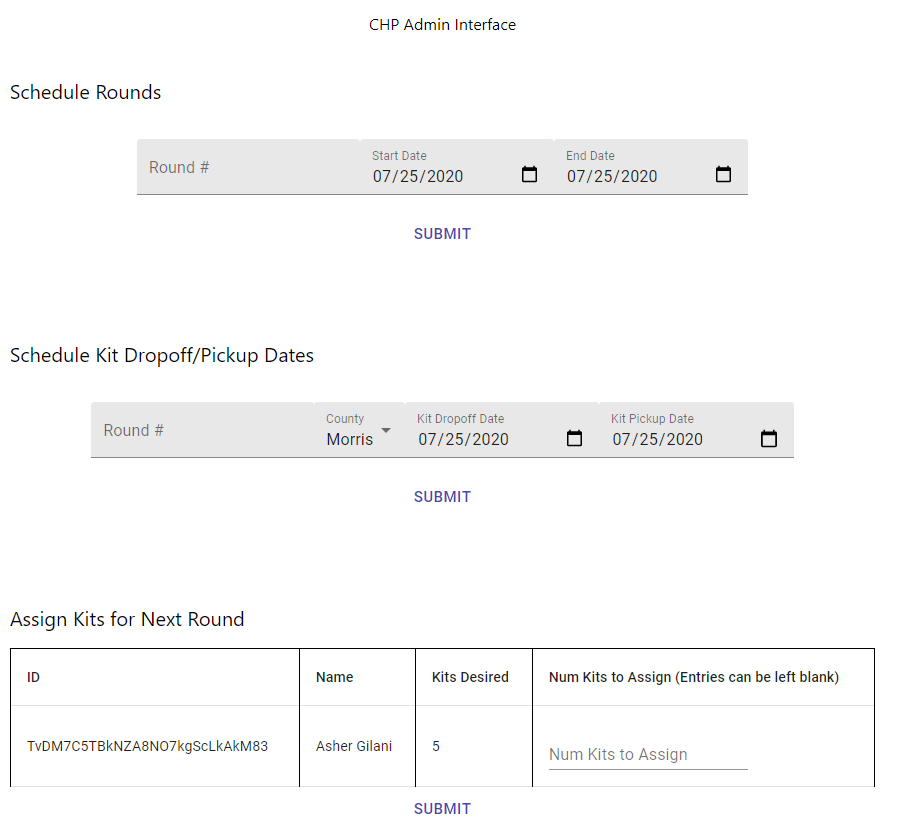 CHP Admin Interface
Schedule Rounds
Round # Start Date 07/25/2020 End Date 07/25/2020
SUBMIT
Schedule Kit Dropoff/Pickup Dates
Round # County Morris Kit Dropoff Date 07/25/2020 Kit Pickup Date 07/25/2020
SUBMIT
Assign Kits for Next Round
ID Name Kits Desired Num Kits to Assign (Entries can be left blank)
TvDM7C5TBkNZA8NO7kgScLkAkM83 Asher Gilani 5 Num Kits to Assign
SUBMIT